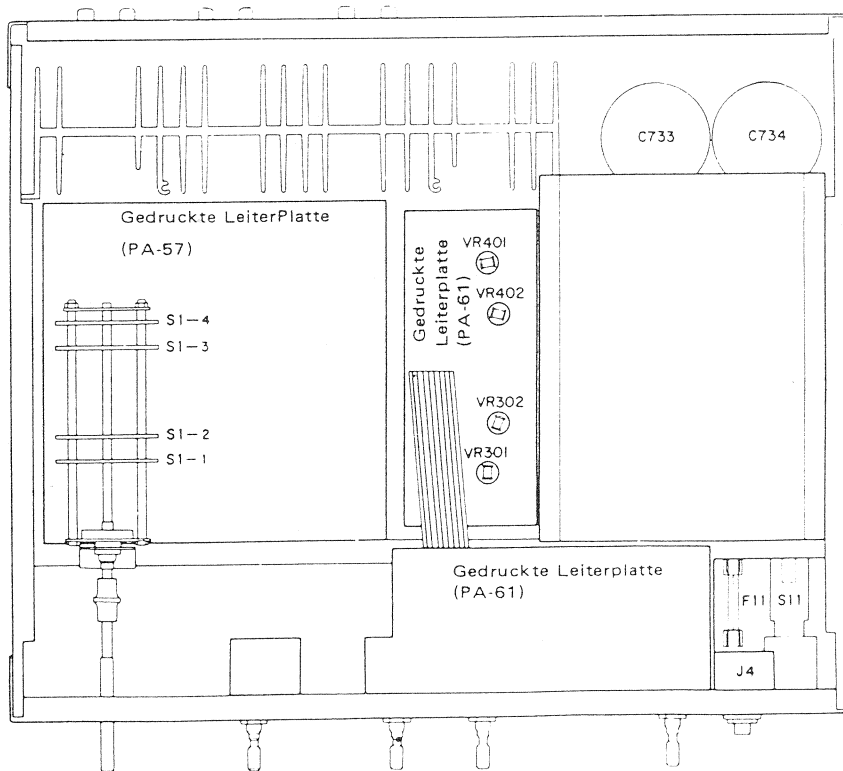 C733
C734
Gedruckte LeiterPlatte
(PA-57)
S1-4
S1-3
S1-2
S1-1
Gedruckte
Leiterplatte
(PA-61)
VR401
VR402
VR302
VR301
Gedruckte Leiterplatte
(PA-61)
F11
S11
J4